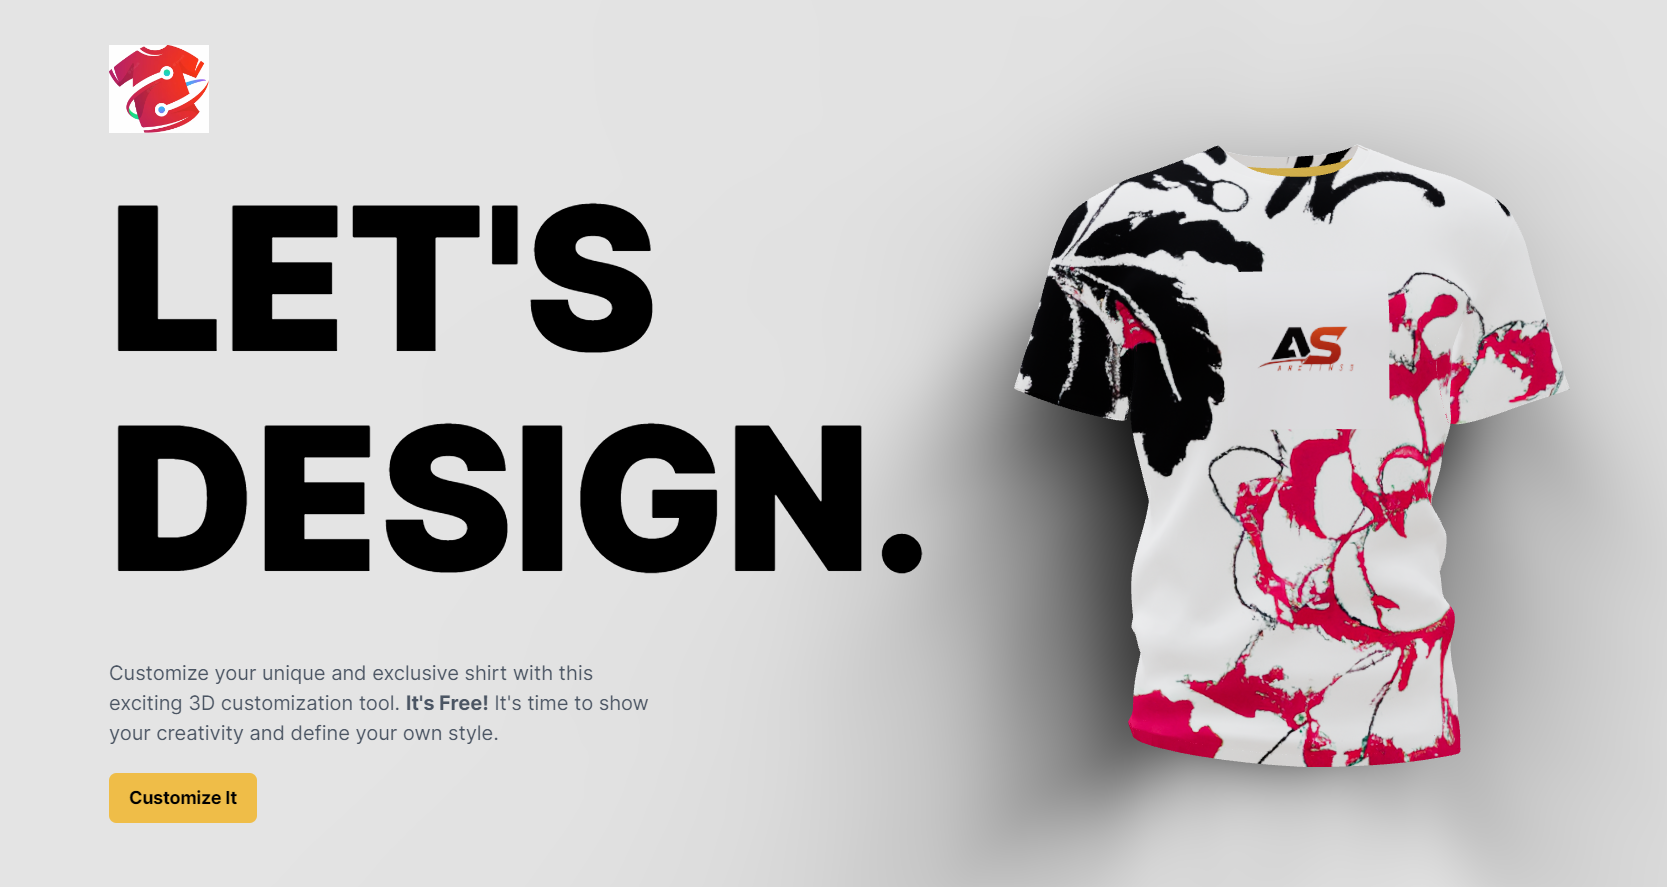 LET'S
DESIGN.
Customize your unique and exclusive shirt with this
exciting 3D customization tool. It's Free! It's time to show
your creativity and define your own style.
Customize It
AS